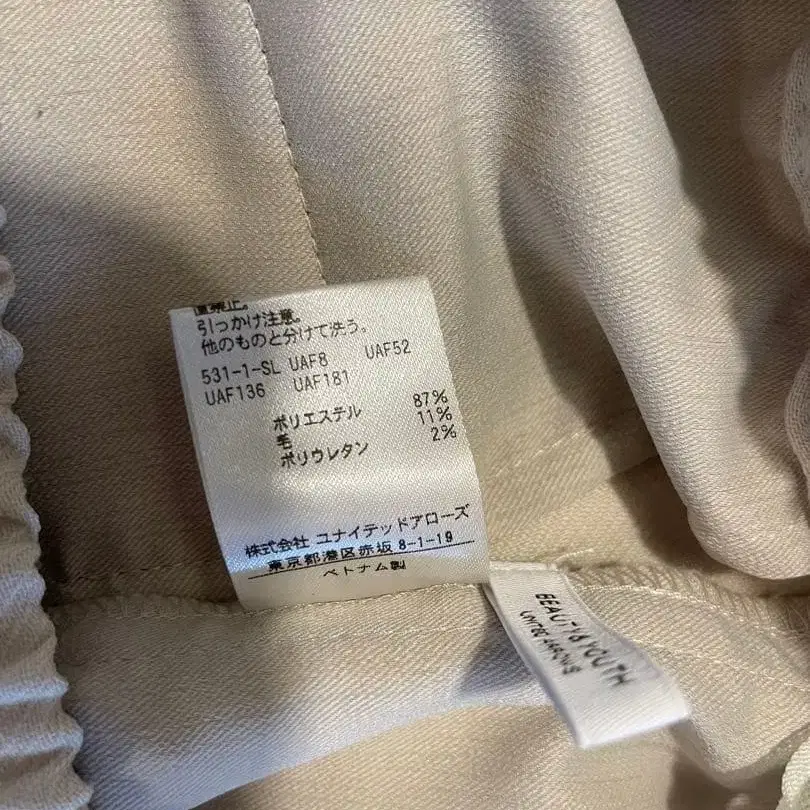 引っかけ注意。
他のものと分けて洗う。
531-1-SL UAF8 UAF52
UAF136 UAF181
ポリエステル 87%
毛 11%
ポリウレタン 2%
株式会社 ユナイテッドアローズ
東京都港区赤坂 8-1-19
ベトナム製
BEAUTY&YOUTH
UNITED ARROWS